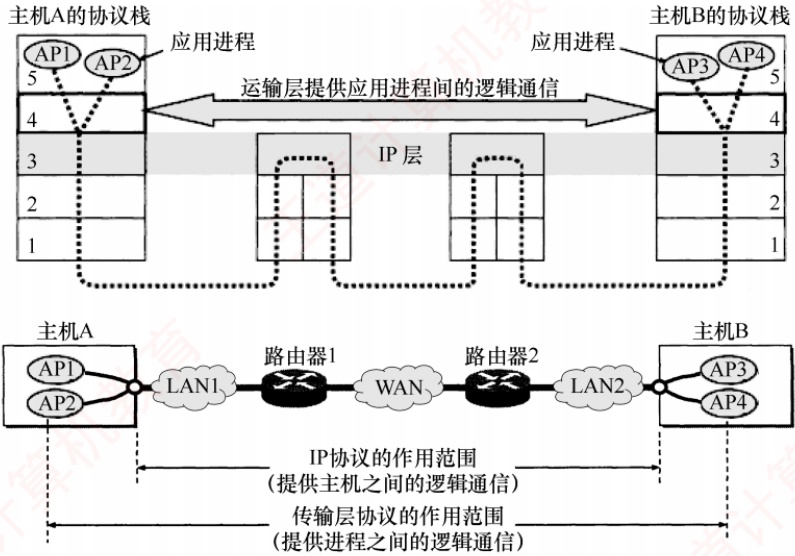 主机A的协议栈
主机B的协议栈
AP1
AP2
应用进程
应用进程
AP3
AP4
5
5
运输层提供应用进程间的逻辑通信
4
4
3
IP 层
3
2
2
1
1
主机A
主机B
路由器1
路由器2
AP1
AP2
LAN1
WAN
LAN2
AP3
AP4
IP协议的作用范围
(提供主机之间的逻辑通信)
传输层协议的作用范围
(提供进程之间的逻辑通信)